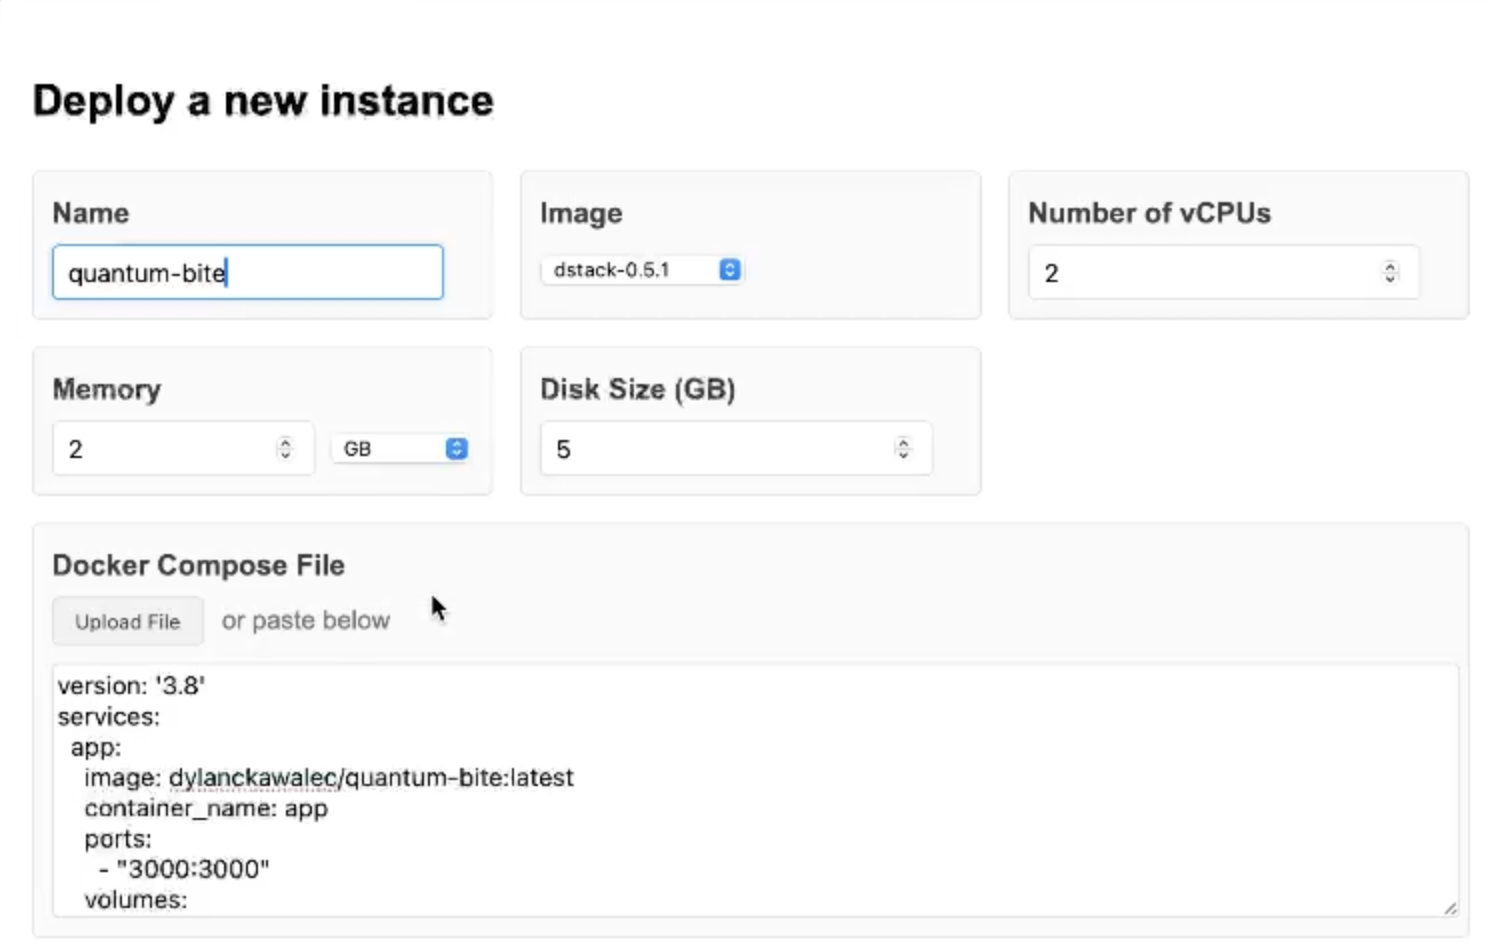 Deploy a new instance
Name
quantum-bite
Image
dstack-0.5.1
Number of vCPUs
2
Memory
2
GB
Disk Size (GB)
5
Docker Compose File
Upload File or paste below
version: '3.8'
services:
  app:
    image: dylanckawalec/quantum-bite:latest
    container_name: app
    ports:
      - "3000:3000"
    volumes: